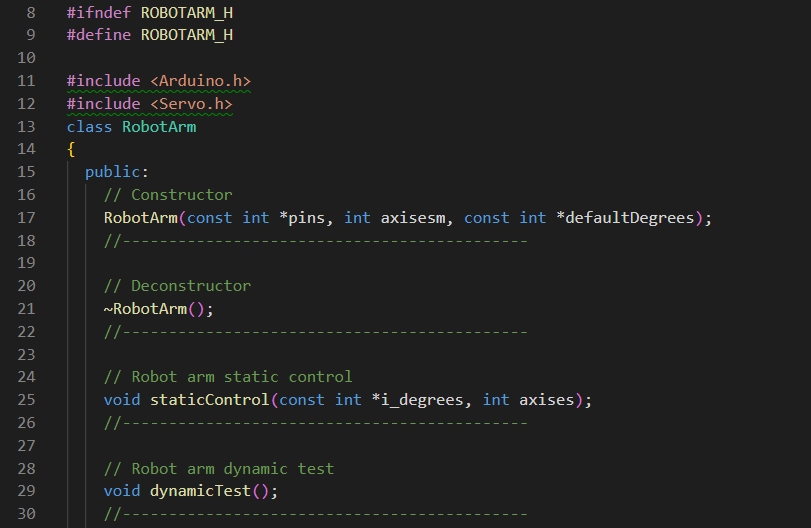 8 #ifndef ROBOTARM_H
9 #define ROBOTARM_H
10
11 #include <Arduino.h>
12 #include <Servo.h>
13 class RobotArm
14 {
15 public:
16 // Constructor
17 RobotArm(const int *pins, int axisesm, const int *defaultDegrees);
18 //--------------------------------------------
19
20 // Deconstructor
21 ~RobotArm();
22 //--------------------------------------------
23
24 // Robot arm static control
25 void staticControl(const int *i_degrees, int axises);
26 //--------------------------------------------
27
28 // Robot arm dynamic test
29 void dynamicTest();
30 //--------------------------------------------